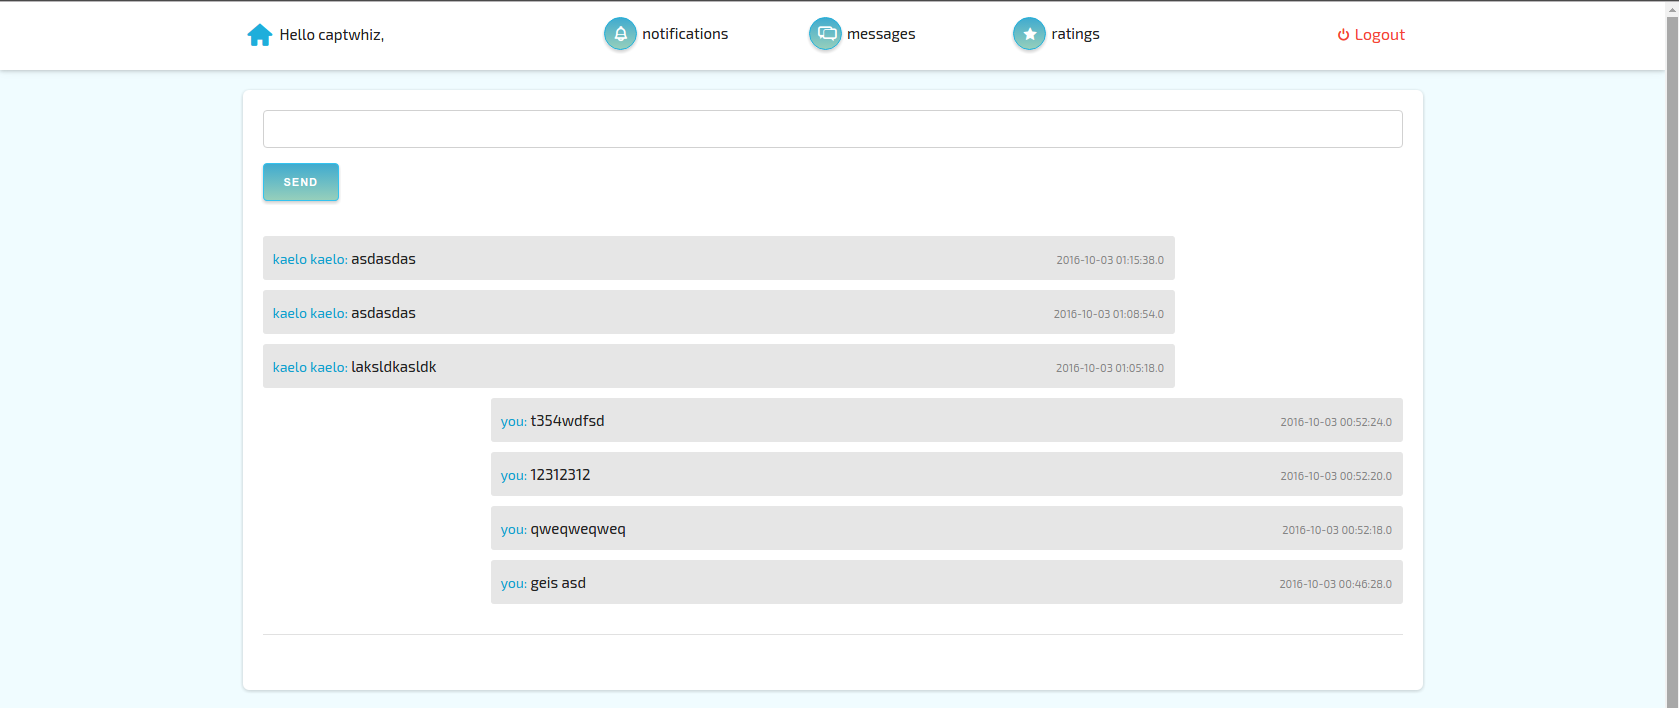 Hello captwhiz, notifications messages ratings Logout
SEND
kaelo kaelo: asdasdas 2016-10-03 01:15:38.0
kaelo kaelo: asdasdas 2016-10-03 01:08:54.0
kaelo kaelo: laksldkasldk 2016-10-03 01:05:18.0
you: t354wdfsd 2016-10-03 00:52:24.0
you: 12312312 2016-10-03 00:52:20.0
you: qweqweqweq 2016-10-03 00:52:18.0
you: geis asd 2016-10-03 00:46:28.0